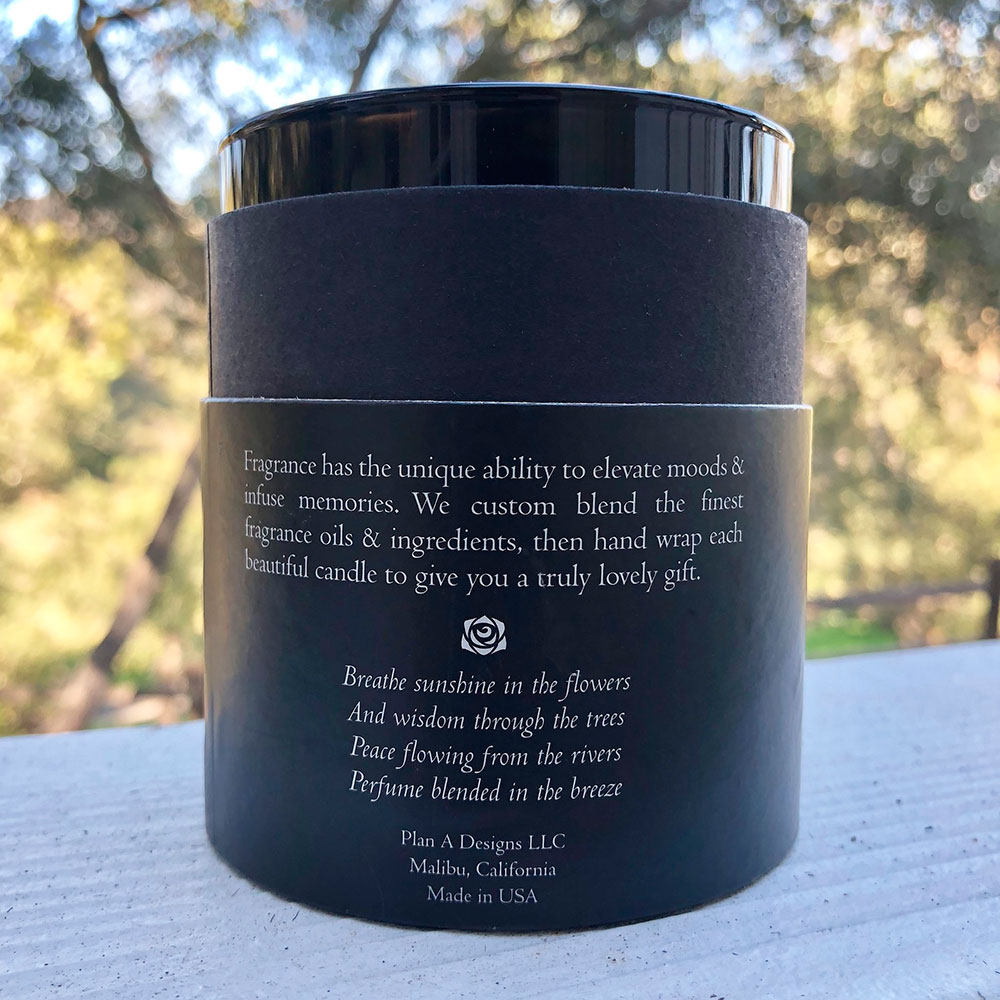 Fragrance has the unique ability to elevate moods &
infuse memories. We custom blend the finest
fragrance oils & ingredients, then hand wrap each
beautiful candle to give you a truly lovely gift.
Breathe sunshine in the flowers
And wisdom through the trees
Peace flowing from the rivers
Perfume blended in the breeze
Plan A Designs LLC
Malibu, California
Made in USA